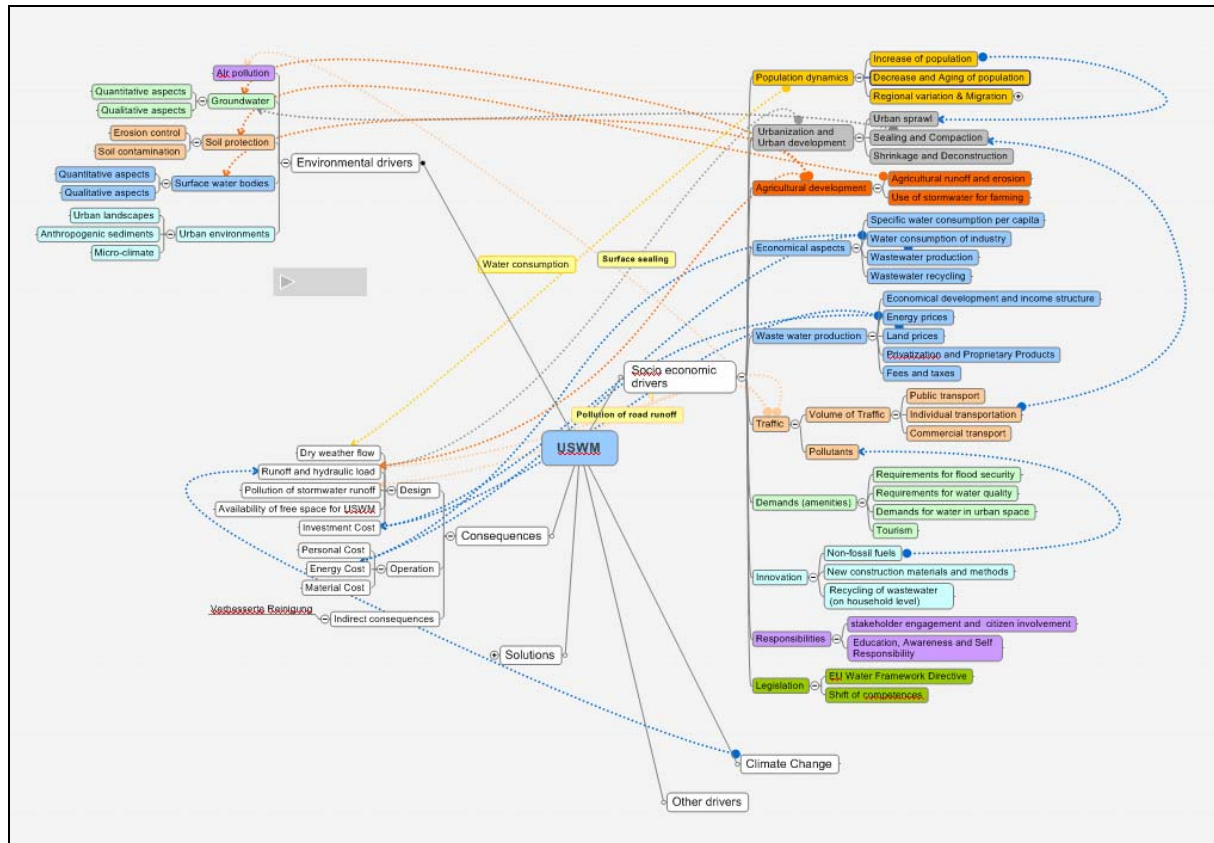 Air pollution
Quantitative aspects
Groundwater
Qualitative aspects
Erosion control
Soil protection
Soil contamination
Environmental drivers
Quantitative aspects
Surface water bodies
Qualitative aspects
Urban landscapes
Anthropogenic sediments
Urban environments
Micro-climate
Water consumption
Surface sealing
Population dynamics
Increase of population
Decrease and Aging of population
Regional variation & Migration
Urbanization and
Urban development
Urban sprawl
Sealing and Compaction
Shrinkage and Deconstruction
Agricultural development
Agricultural runoff and erosion
Use of stormwater for farming
Economical aspects
Specific water consumption per capita
Water consumption of industry
Wastewater production
Wastewater recycling
Waste water production
Economical development and income structure
Energy prices
Land prices
Privatization and Proprietary Products
Fees and taxes
Socio economic
drivers
Pollution of road runoff
USWM
Traffic
Volume of Traffic
Public transport
Individual transportation
Commercial transport
Pollutants
Demands (amenities)
Requirements for flood security
Requirements for water quality
Demands for water in urban space
Tourism
Innovation
Non-fossil fuels
New construction materials and methods
Recycling of wastewater
(on household level)
Responsibilities
stakeholder engagement and citizen involvement
Education, Awareness and Self
Responsibility
Legislation
EU Water Framework Directive
Shift of competences
Dry weather flow
Runoff and hydraulic load
Pollution of stormwater runoff
Design
Availability of free space for USWM
Investment Cost
Consequences
Personal Cost
Energy Cost
Operation
Material Cost
Verbesserte Reinigung
Indirect consequences
Solutions
Climate Change
Other drivers